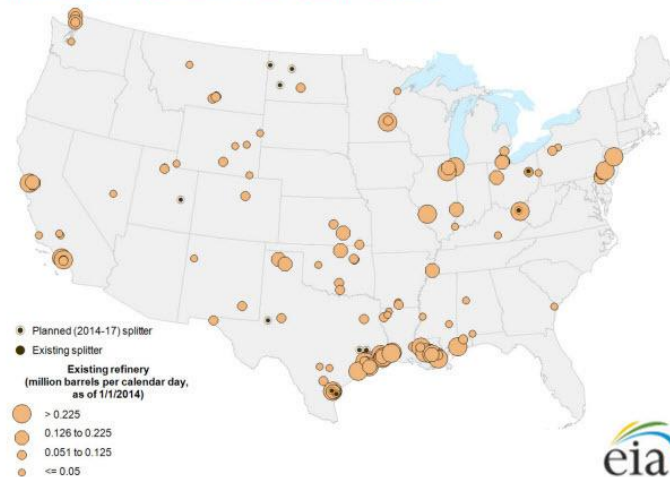 Planned (2014-17) splitter
Existing splitter
Existing refinery
(million barrels per calendar day,
as of 1/1/2014)
> 0.225
0.126 to 0.225
0.051 to 0.125
<= 0.05
eia